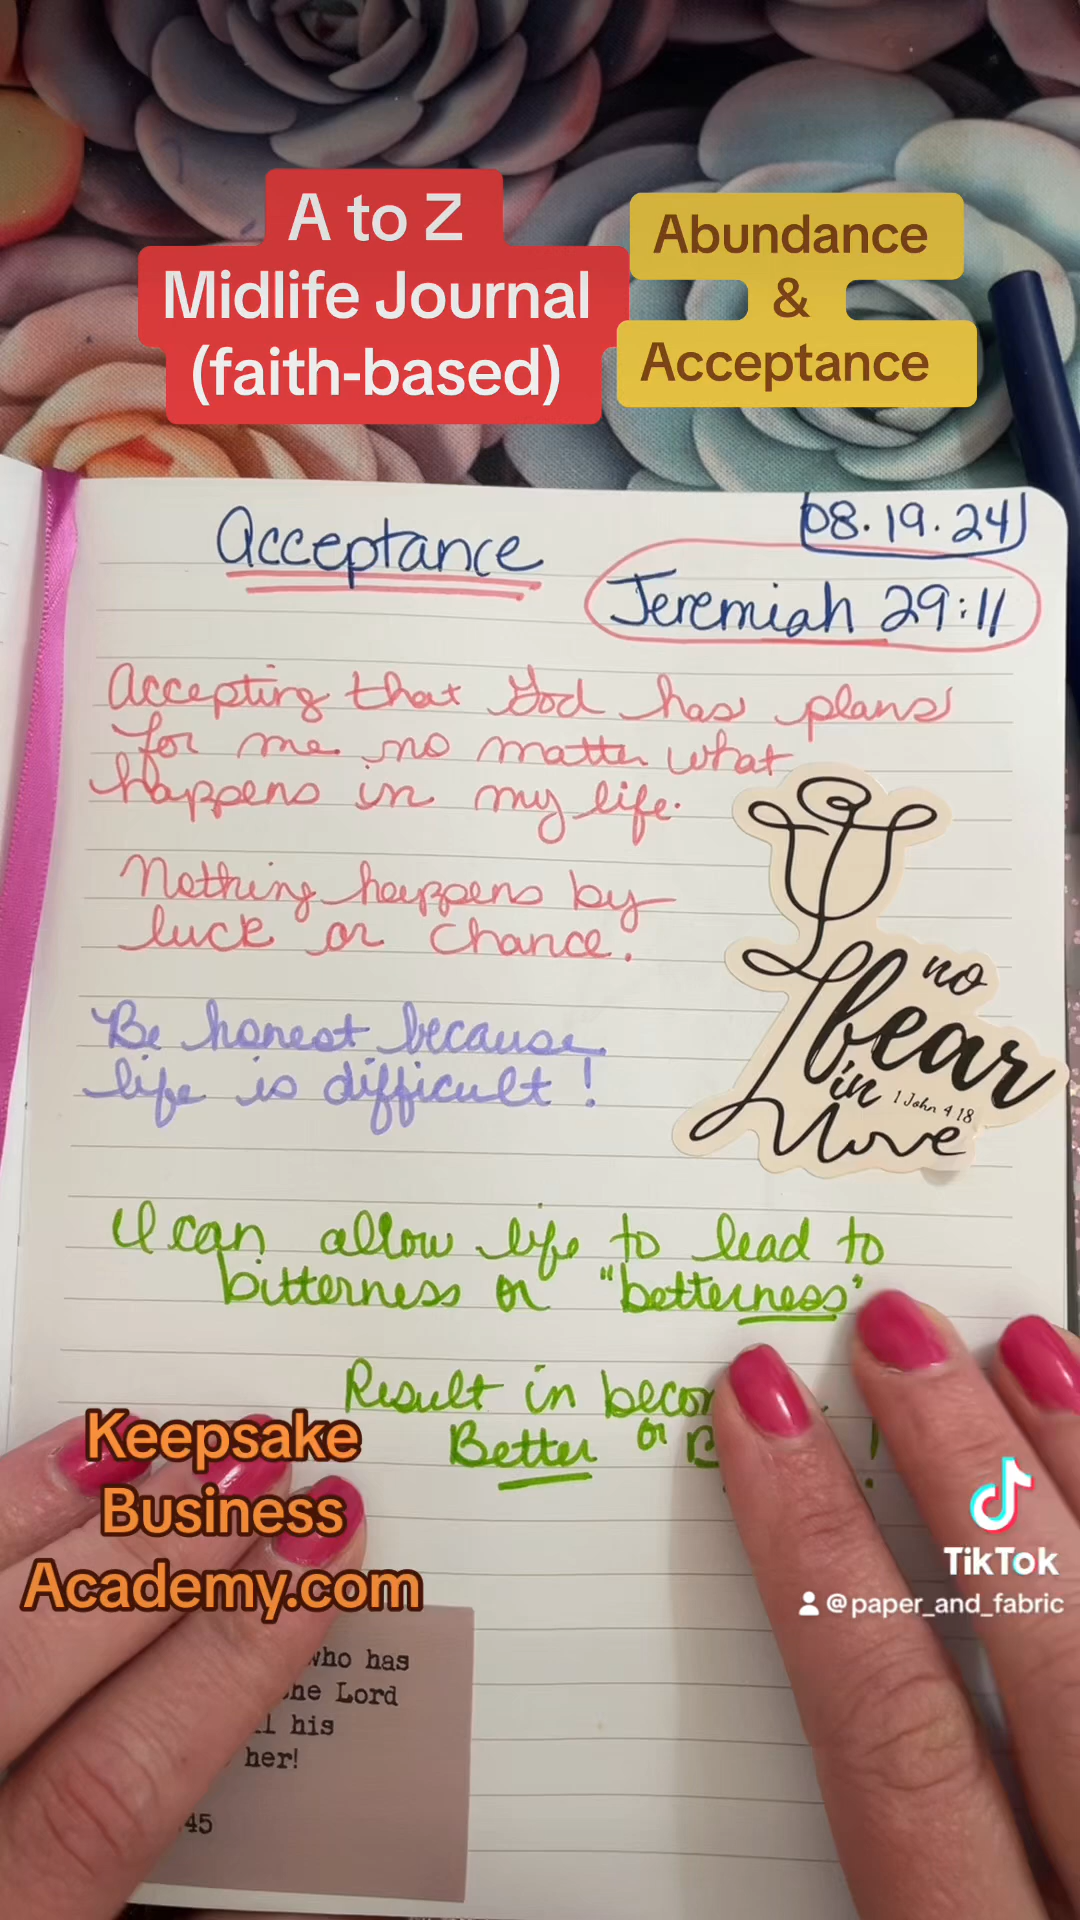 A to Z
Midlife Journal
(faith-based)
Abundance
&
Acceptance
08.19.24
Acceptance
Jeremiah 29:11
Accepting that God has plans
for me no matter what
happens in my life.
Nothing happens by
luck or chance.
Be honest because
life is difficult!
no
fear
in
1 John 4 18
love
I can allow life to lead to
bitterness or "betterness"
Result in
Better or
Keepsake
Business
Academy.com
TikTok
@paper_and_fabric
who has
the Lord
his
her!
45